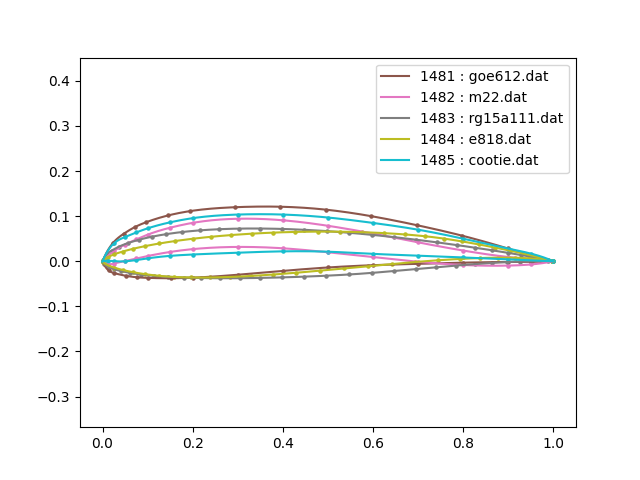 1481 : goe612.dat
1482 : m22.dat
1483 : rg15a111.dat
1484 : e818.dat
1485 : cootie.dat
0.4
0.3
0.2
0.1
0.0
−0.1
−0.2
−0.3
0.0 0.2 0.4 0.6 0.8 1.0